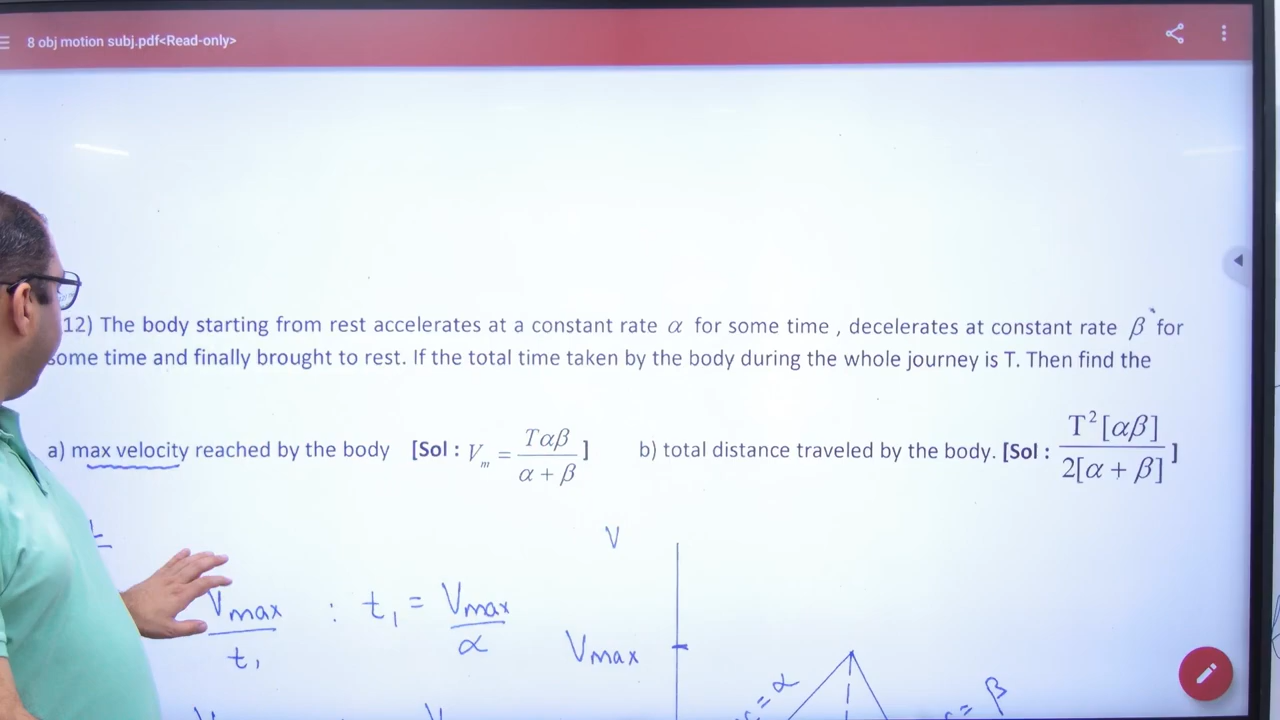 8 obj motion subj.pdf<Read-only>
12) The body starting from rest accelerates at a constant rate α for some time , decelerates at constant rate β for
some time and finally brought to rest. If the total time taken by the body during the whole journey is T. Then find the
a) max velocity reached by the body [Sol : V_m = Tαβ / (α + β) ] b) total distance traveled by the body. [Sol : T²[αβ] / 2[α + β] ]
V
Vmax / t₁ : t₁ = Vmax / α
Vmax
= α
= β